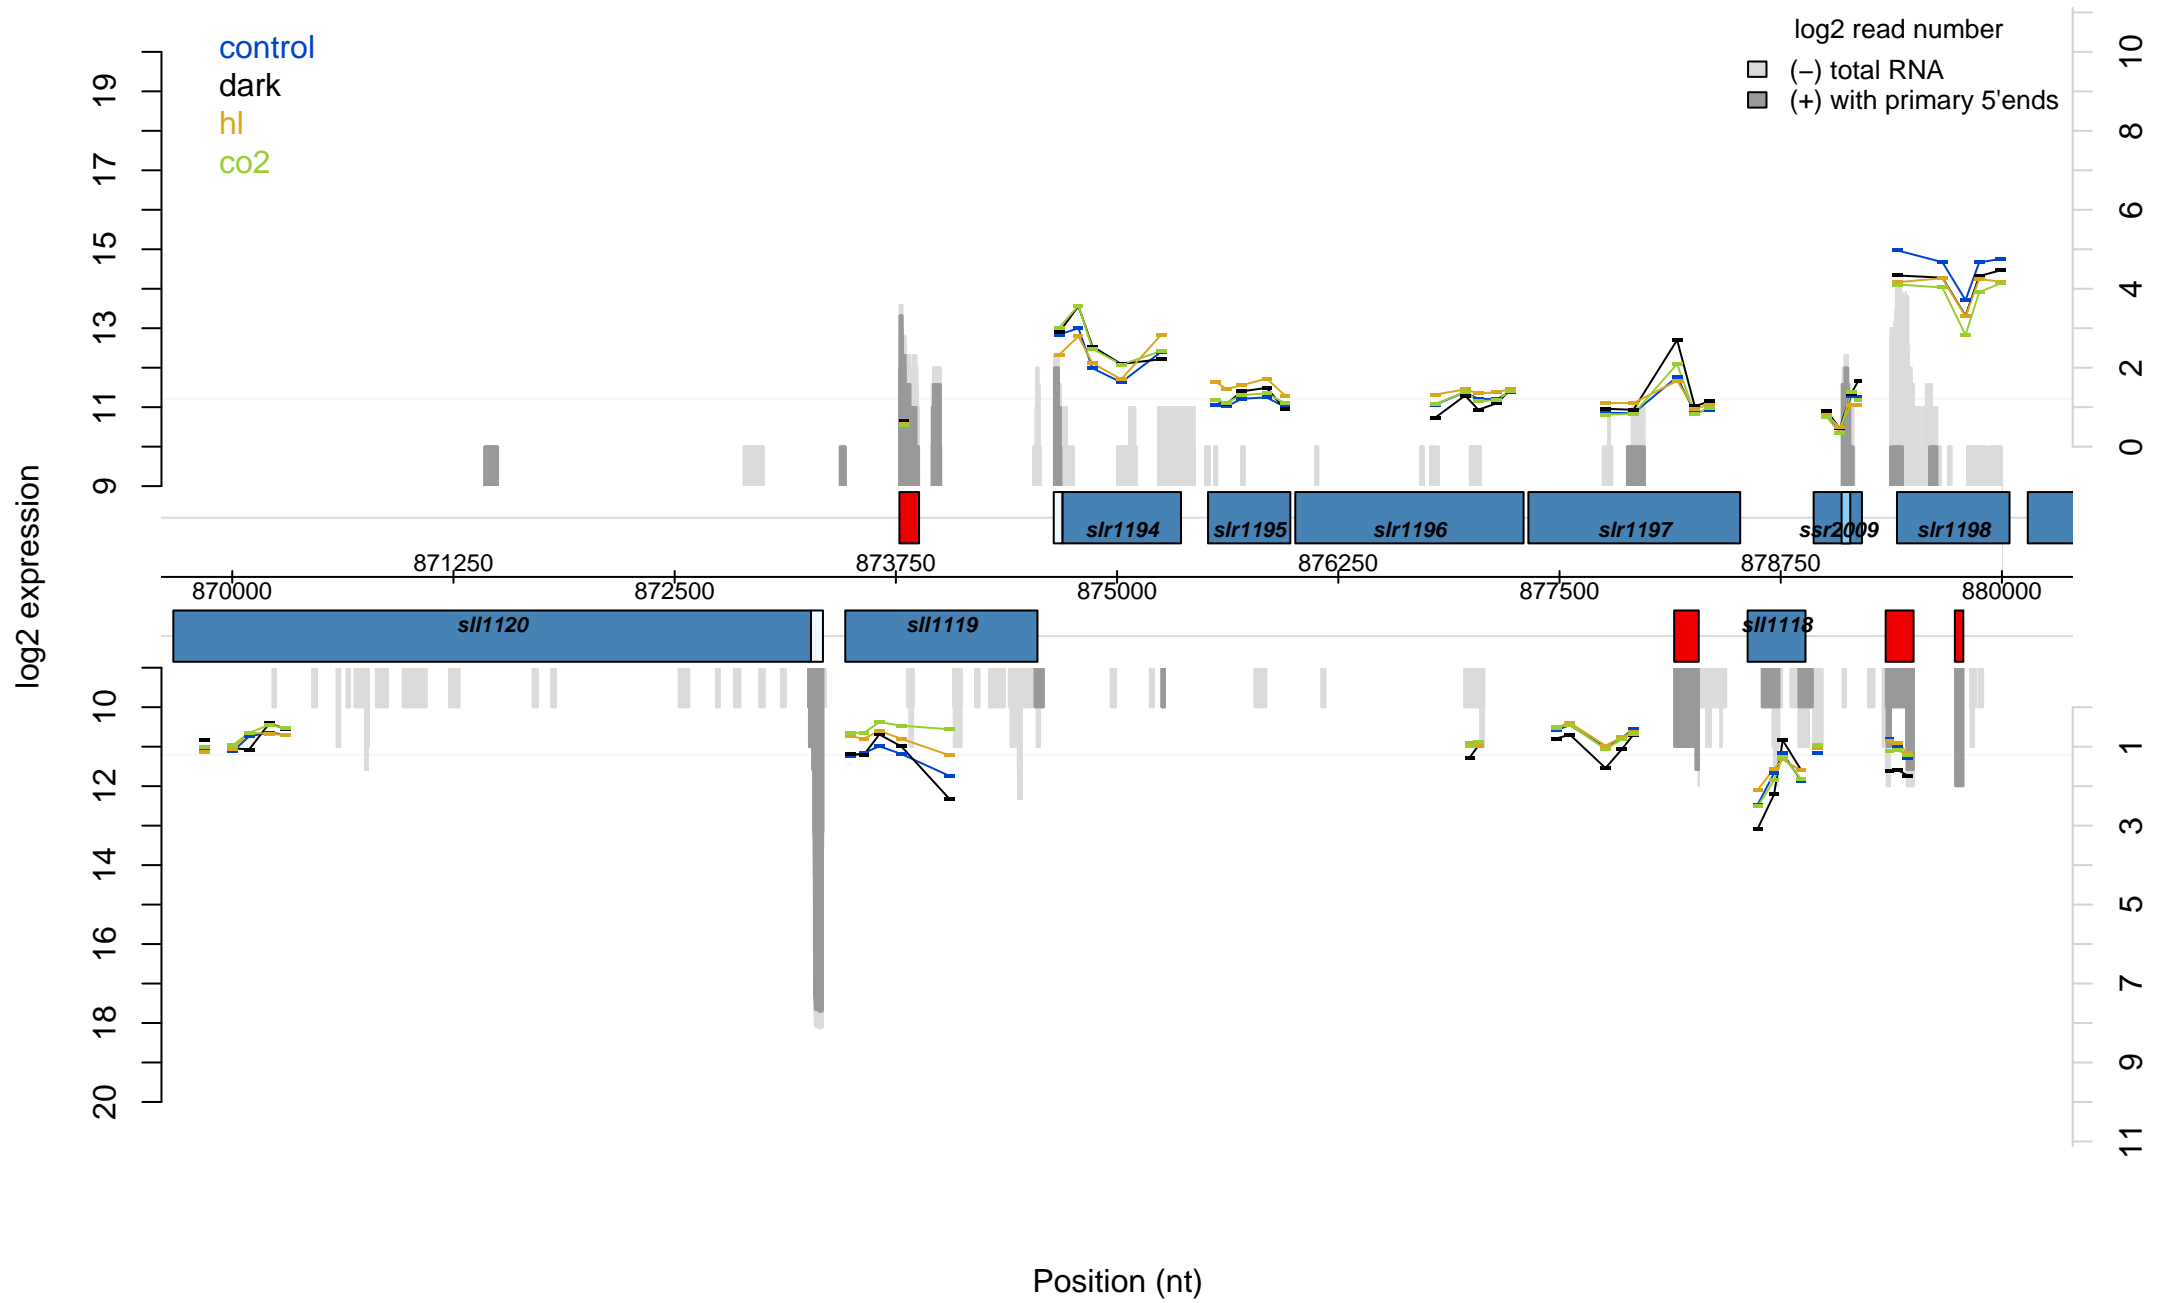 control
dark
hl
co2
log2 read number
(−) total RNA
(+) with primary 5'ends
19
17
15
13
11
9
10
8
6
4
2
0
log2 expression
slr1194
slr1195
slr1196
slr1197
ssr2009
slr1198
871250
873750
876250
878750
870000
872500
875000
877500
880000
sll1120
sll1119
sll1118
10
12
14
16
18
20
1
3
5
7
9
11
Position (nt)